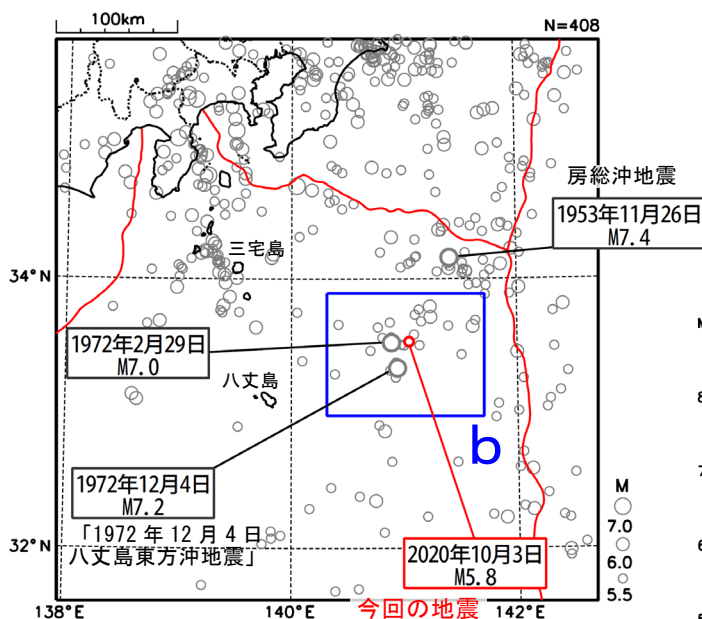 100km
N=408
房総沖地震
1953年11月26日
M7.4
三宅島
34°N
1972年2月29日
M7.0
八丈島
b
1972年12月4日
M7.2
「1972 年 12 月 4 日
八丈島東方沖地震」
M
7.0
6.0
5.5
32°N
2020年10月3日
M5.8
138°E
140°E
今回の地震
142°E
M
8
7
6
5